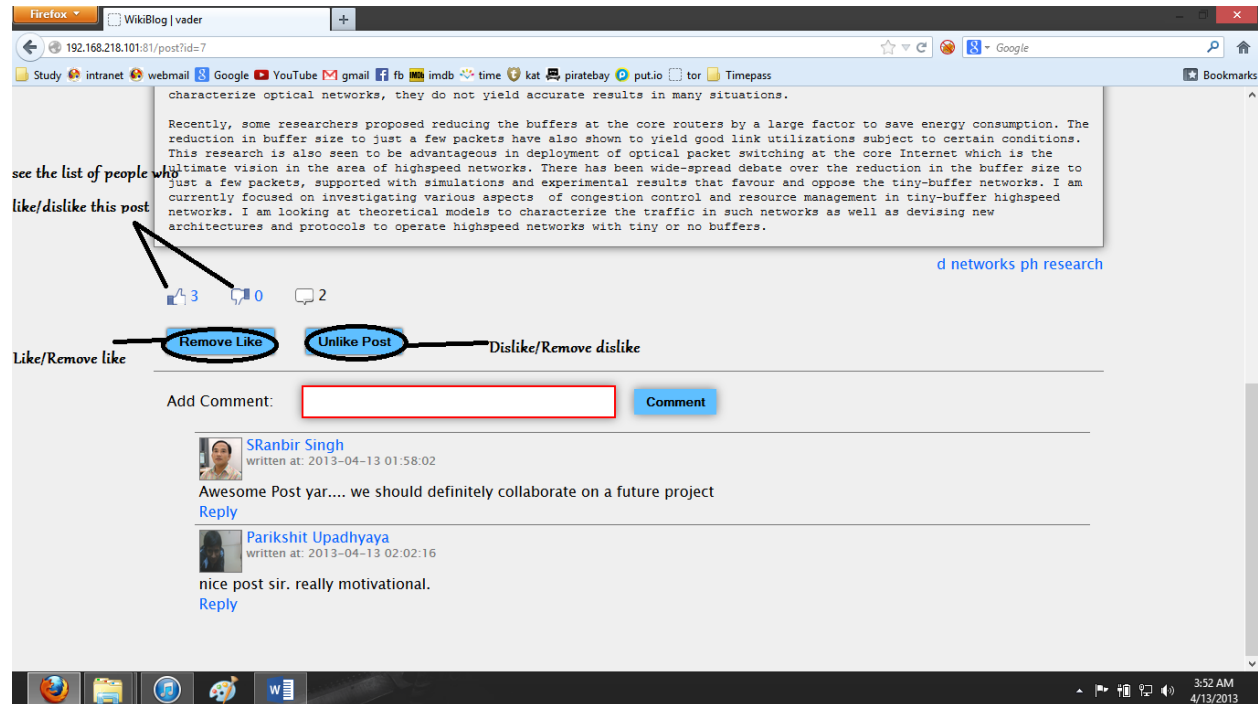 Firefox
WikiBlog | vader
192.168.218.101:81/post?id=7
Google
Study intranet webmail Google YouTube gmail fb imdb time kat piratebay put.io tor Timepass
Bookmarks
characterize optical networks, they do not yield accurate results in many situations.
Recently, some researchers proposed reducing the buffers at the core routers by a large factor to save energy consumption. The
reduction in buffer size to just a few packets have also shown to yield good link utilizations subject to certain conditions.
This research is also seen to be advantageous in deployment of optical packet switching at the core Internet which is the
ultimate vision in the area of highspeed networks. There has been wide-spread debate over the reduction in the buffer size to
just a few packets, supported with simulations and experimental results that favour and oppose the tiny-buffer networks. I am
currently focused on investigating various aspects of congestion control and resource management in tiny-buffer highspeed
networks. I am looking at theoretical models to characterize the traffic in such networks as well as devising new
architectures and protocols to operate highspeed networks with tiny or no buffers.
see the list of people who
like/dislike this post
d networks ph research
3 0 2
Remove Like Unlike Post
Like/Remove like
Dislike/Remove dislike
Add Comment: Comment
SRanbir Singh
written at: 2013-04-13 01:58:02
Awesome Post yar.... we should definitely collaborate on a future project
Reply
Parikshit Upadhyaya
written at: 2013-04-13 02:02:16
nice post sir. really motivational.
Reply
3:52 AM
4/13/2013